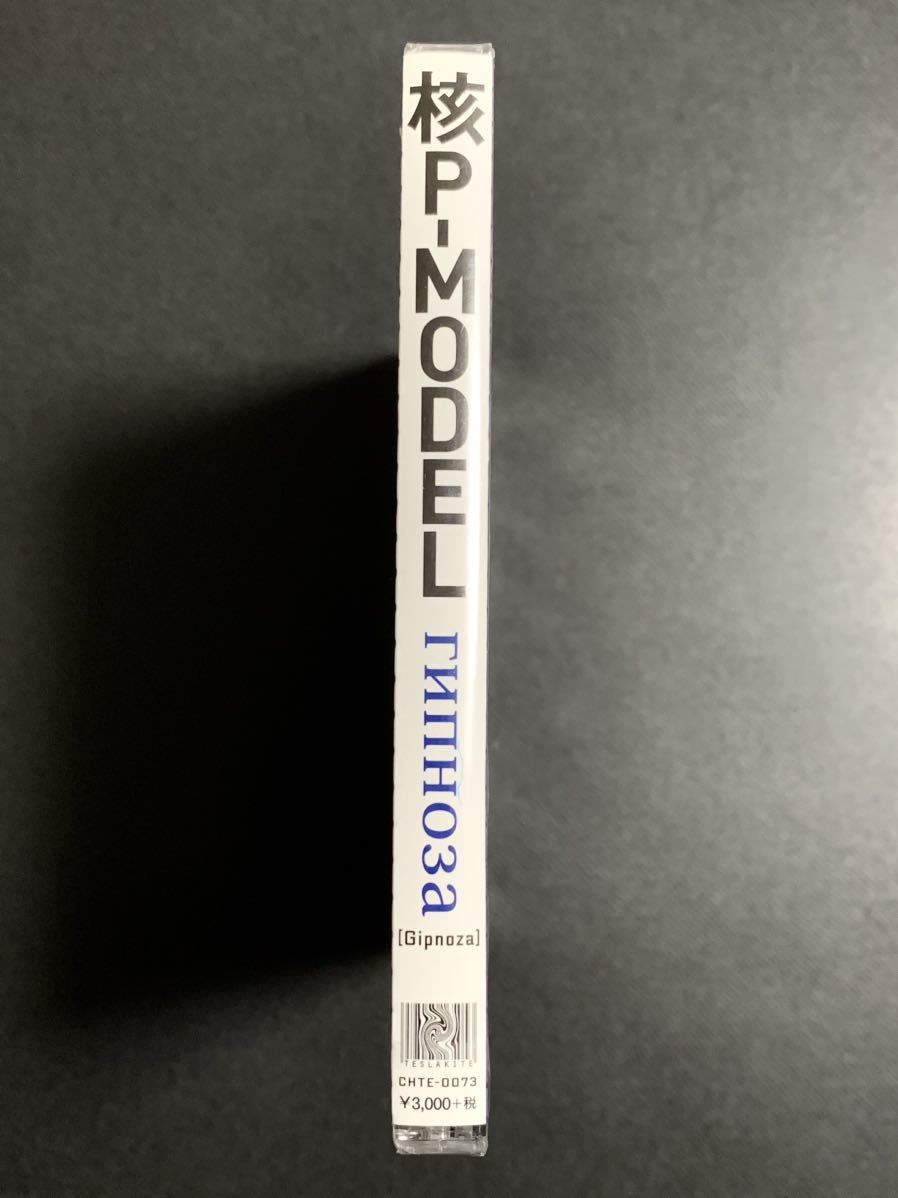 核P-MODEL
гипноза
[Gipnoza]
TESLAKITE
CHTE-0073
¥3,000+税